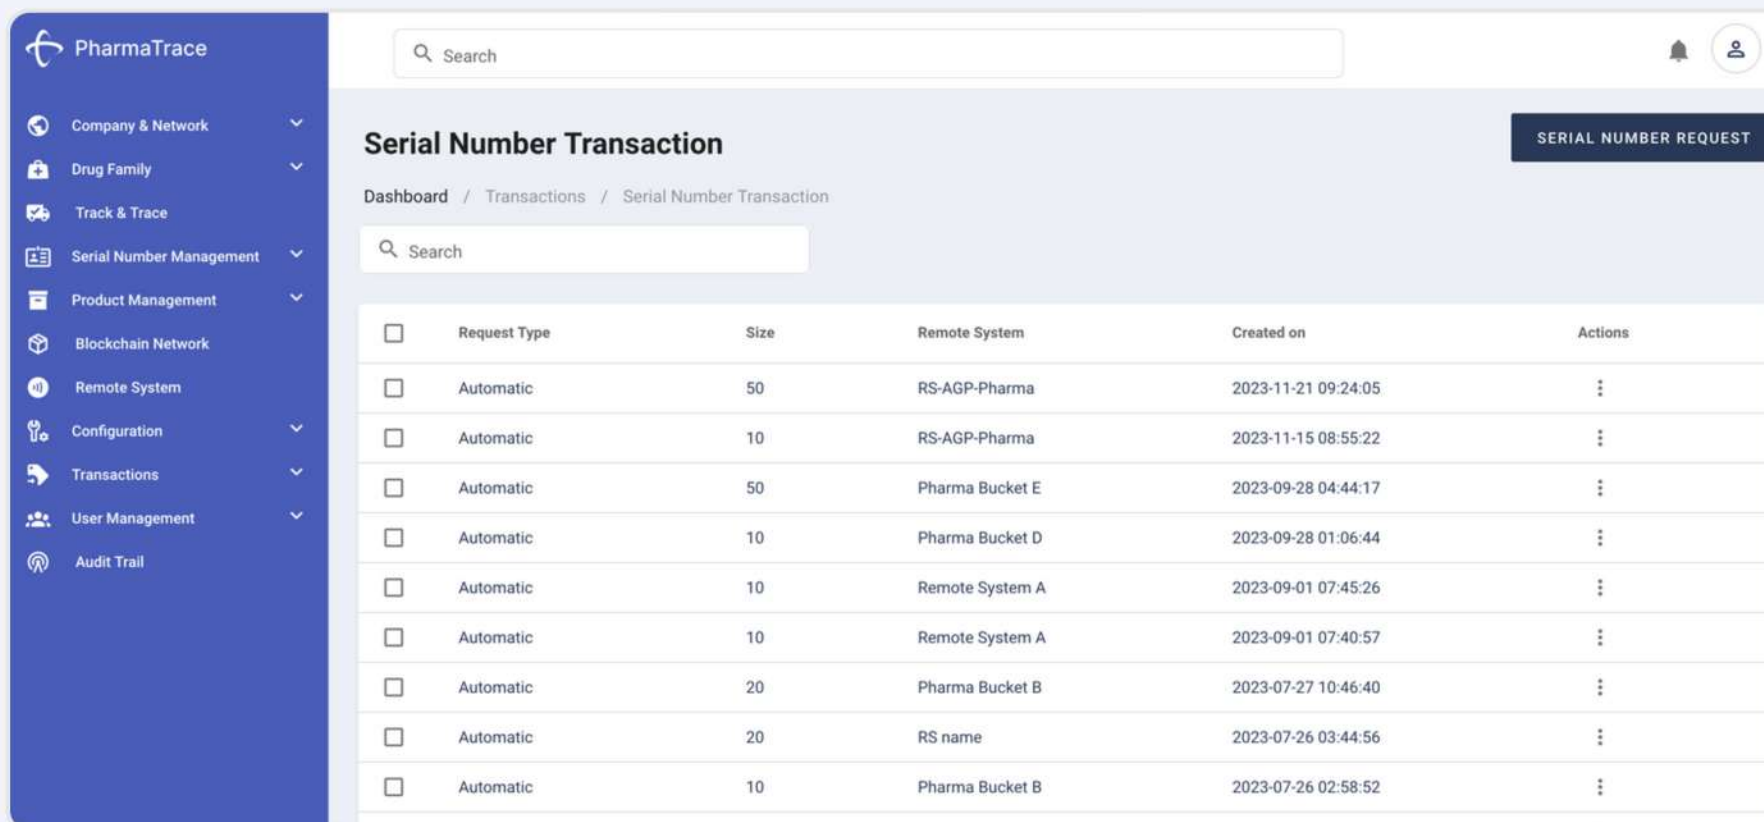 PharmaTrace
Search
Company & Network
Drug Family
Track & Trace
Serial Number Management
Product Management
Blockchain Network
Remote System
Configuration
Transactions
User Management
Audit Trail
Serial Number Transaction
SERIAL NUMBER REQUEST
Dashboard / Transactions / Serial Number Transaction
Search
Request Type Size Remote System Created on Actions
Automatic 50 RS-AGP-Pharma 2023-11-21 09:24:05
Automatic 10 RS-AGP-Pharma 2023-11-15 08:55:22
Automatic 50 Pharma Bucket E 2023-09-28 04:44:17
Automatic 10 Pharma Bucket D 2023-09-28 01:06:44
Automatic 10 Remote System A 2023-09-01 07:45:26
Automatic 10 Remote System A 2023-09-01 07:40:57
Automatic 20 Pharma Bucket B 2023-07-27 10:46:40
Automatic 20 RS name 2023-07-26 03:44:56
Automatic 10 Pharma Bucket B 2023-07-26 02:58:52